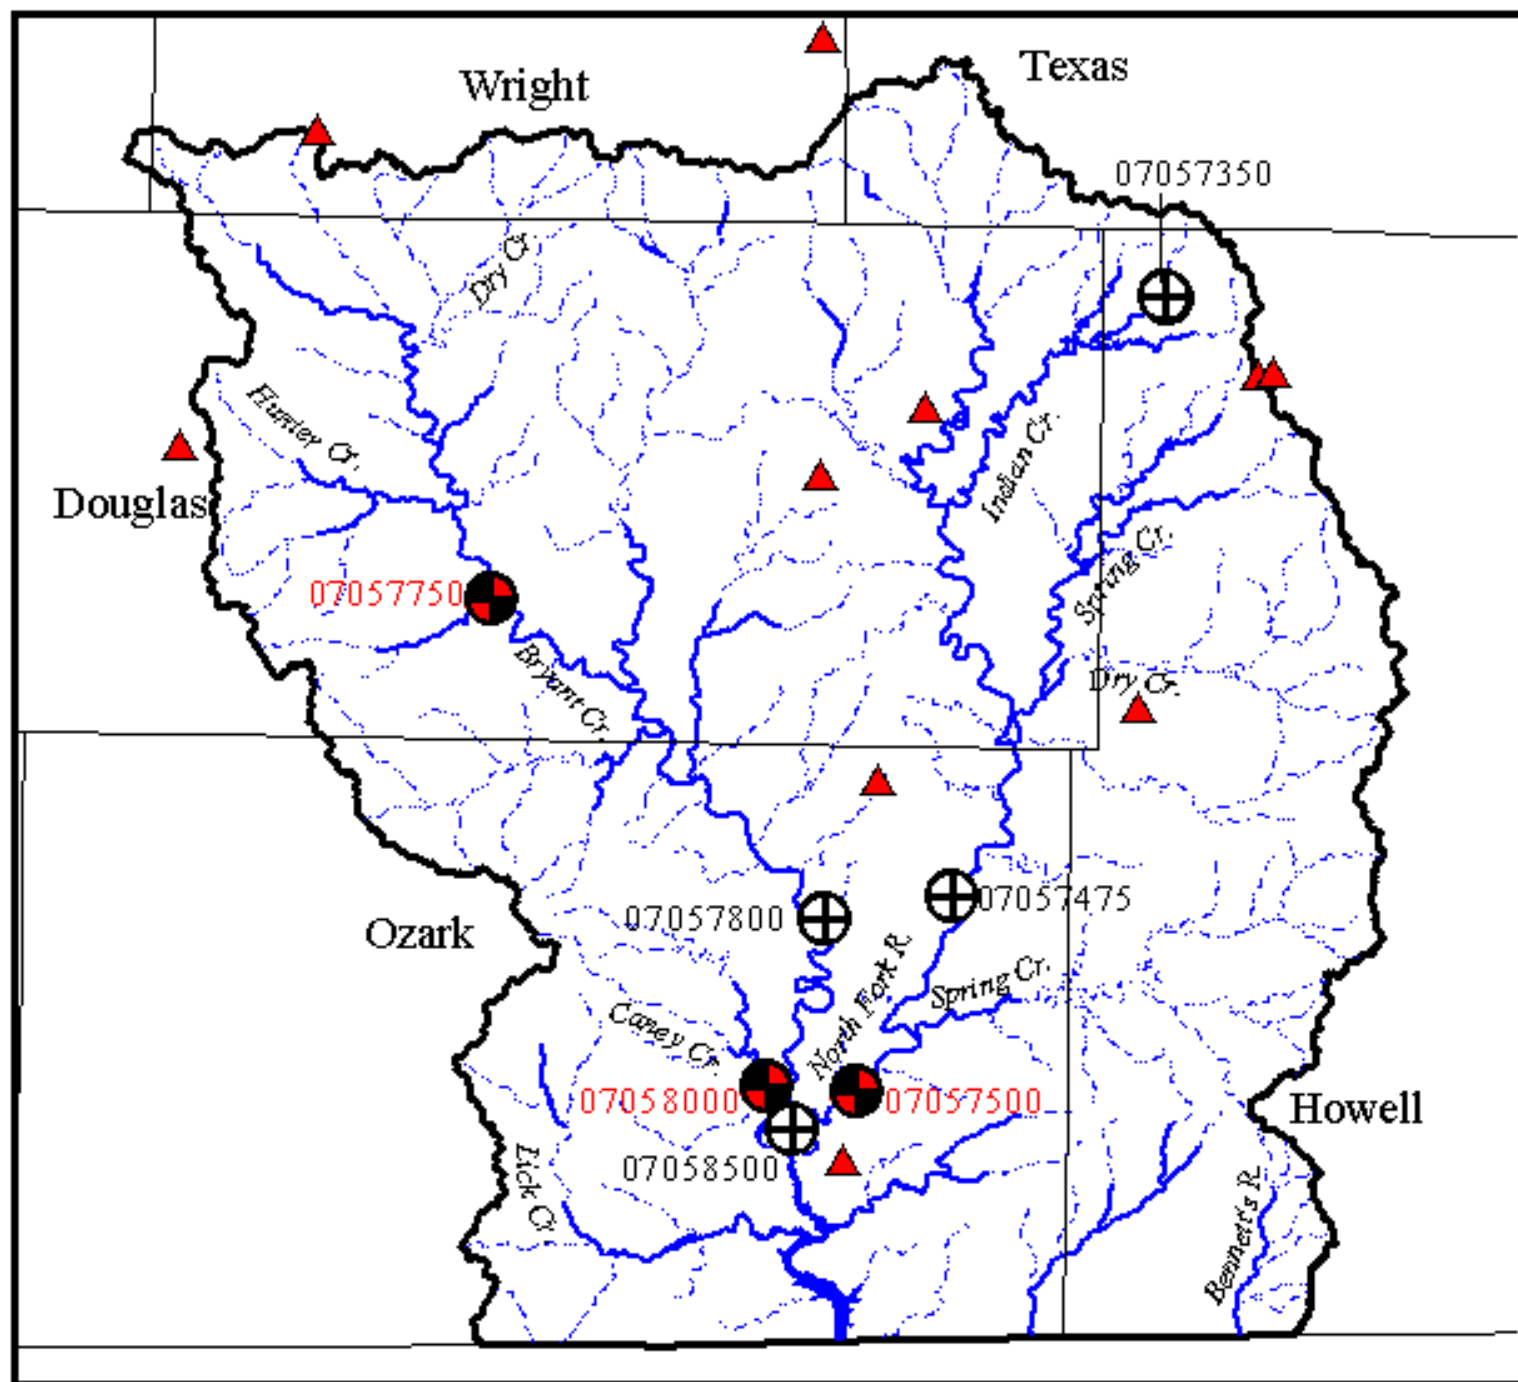 Texas
Wright
07057350
Dry Cr.
Hunter Cr.
Indian Cr.
Douglas
Spring Cr.
07057750
Bryant Cr.
Dry Cr.
07057475
07057800
Ozark
North Fork R.
Spring Cr.
Caney Cr.
07058000
07057500
Howell
07058500
Lick Cr.
Bennett's R.